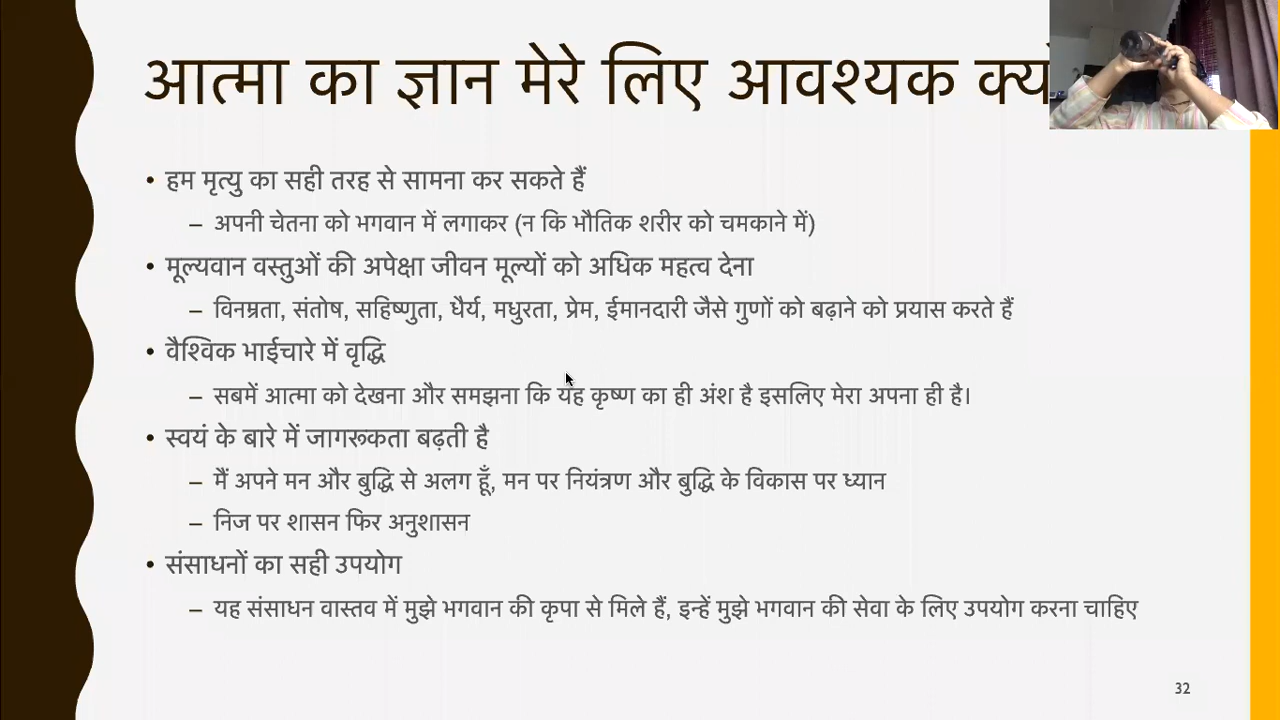 आत्मा का ज्ञान मेरे लिए आवश्यक
• हम मृत्यु का सही तरह से सामना कर सकते हैं
– अपनी चेतना को भगवान में लगाकर (न कि भौतिक शरीर को चमकाने में)
• मूल्यवान वस्तुओं की अपेक्षा जीवन मूल्यों को अधिक महत्व देना
– विनम्रता, संतोष, सहिष्णुता, धैर्य, मधुरता, प्रेम, ईमानदारी जैसे गुणों को बढ़ाने को प्रयास करते हैं
• वैश्विक भाईचारे में वृद्धि
– सबमें आत्मा को देखना और समझना कि यह कृष्ण का ही अंश है इसलिए मेरा अपना ही है।
• स्वयं के बारे में जागरूकता बढ़ती है
– मैं अपने मन और बुद्धि से अलग हूँ, मन पर नियंत्रण और बुद्धि के विकास पर ध्यान
– निज पर शासन फिर अनुशासन
• संसाधनों का सही उपयोग
– यह संसाधन वास्तव में मुझे भगवान की कृपा से मिले हैं, इन्हें मुझे भगवान की सेवा के लिए उपयोग करना चाहिए
32